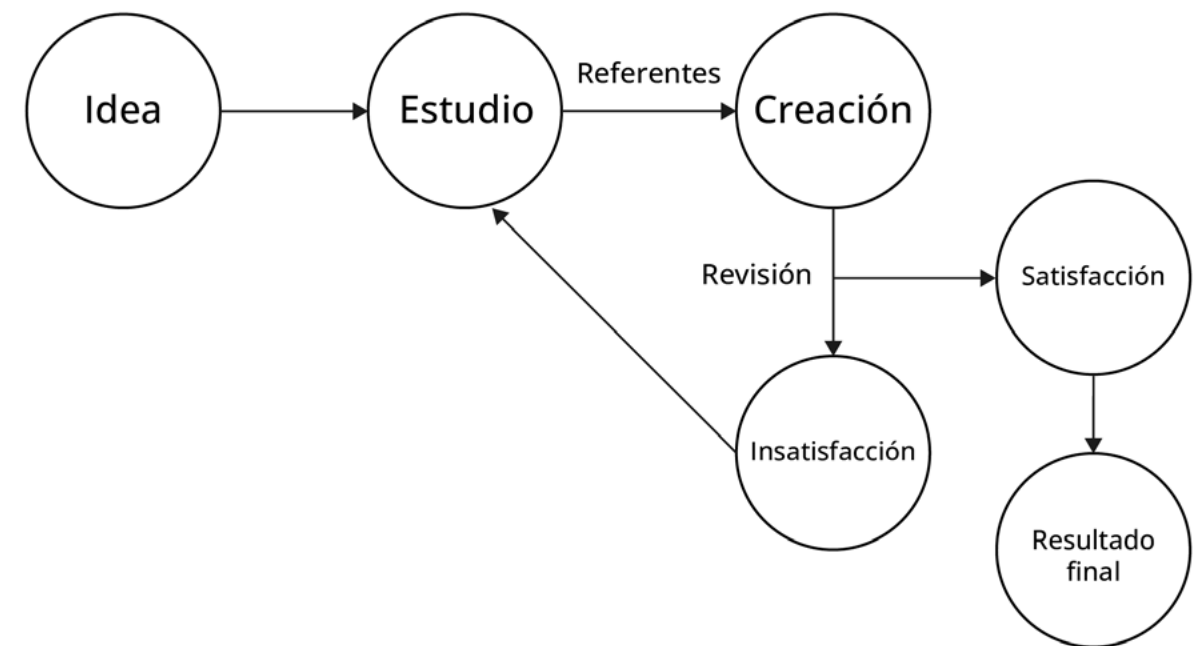 Idea
Estudio
Referentes
Creación
Revisión
Satisfacción
Insatisfacción
Resultado
final